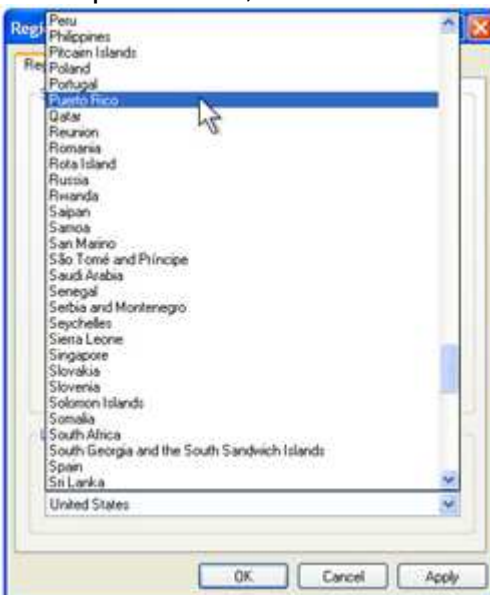 Regi
Peru
Philippines
Pitcairn Islands
Reg
Poland
Portugal
Puerto Rico
Qatar
Reunion
Romania
Rota Island
Russia
Rwanda
Saipan
Samoa
San Marino
São Tomé and Príncipe
Saudi Arabia
Senegal
Serbia and Montenegro
Seychelles
Sierra Leone
Singapore
Slovakia
Slovenia
Solomon Islands
Somalia
South Africa
South Georgia and the South Sandwich Islands
Spain
Sri Lanka
United States
OK
Cancel
Apply